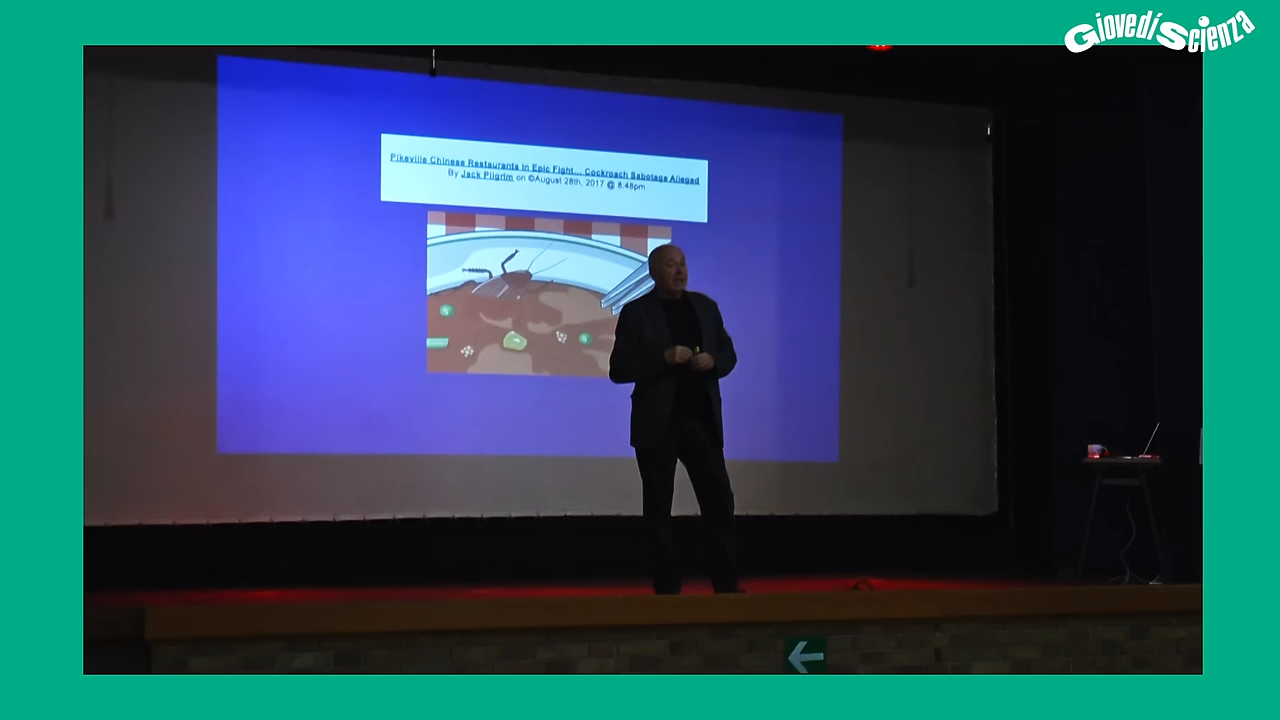 GiovedìScienza
Pikeville Chinese Restaurants in Epic Fight... Cockroach Sabotage Alleged
By Jack Pilgrim on ©August 28th, 2017 @ 8:48pm.